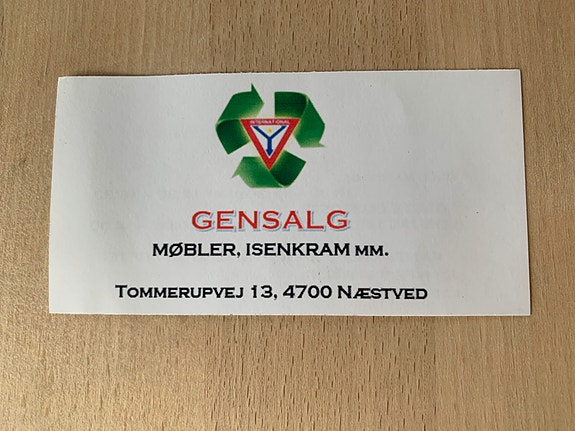 INTERNATIONAL
Y
GENSALG
MØBLER, ISENKRAM MM.
TOMMERUPVEJ 13, 4700 NÆSTVED